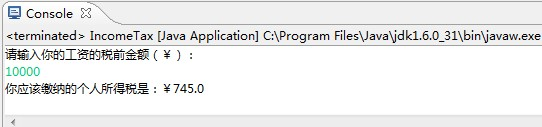 Console
<terminated> IncomeTax [Java Application] C:\Program Files\Java\jdk1.6.0_31\bin\javaw.exe
请输入你的工资的税前金额（￥）：
10000
你应该缴纳的个人所得税是：￥745.0